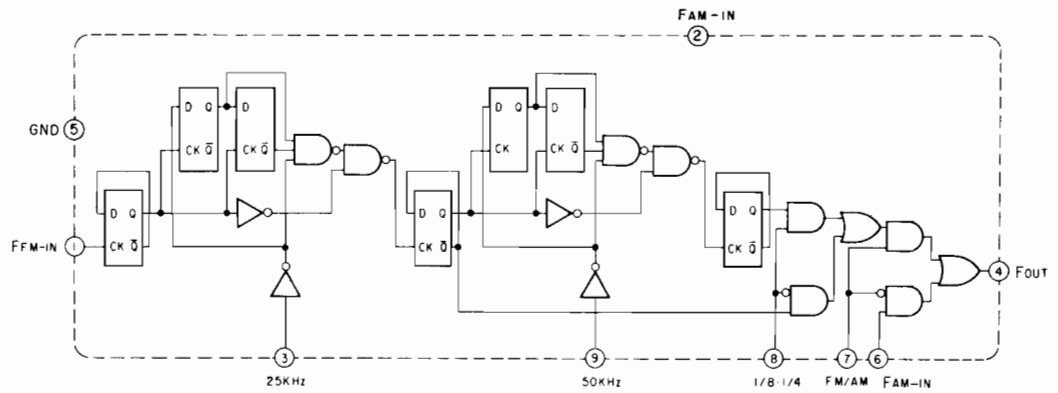 FAM-IN
2
D Q
CK Q̅
D
CK Q̅
D Q
CK
D
CK Q̅
GND 5
D Q
CK Q̅
D Q
CK Q̅
D Q
CK Q̅
FFM-IN 1
4 FOUT
3
9
8
7
6
25KHz
50KHz
1/8·1/4
FM/AM
FAM-IN